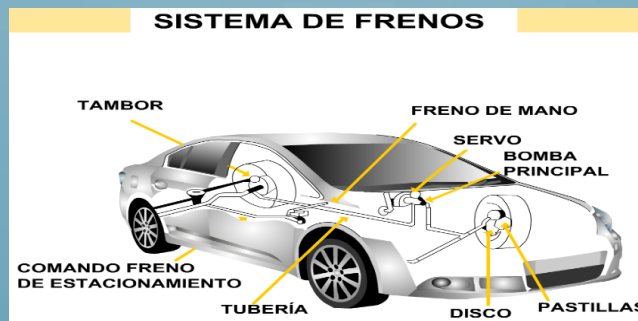 SISTEMA DE FRENOS
TAMBOR
FRENO DE MANO
SERVO
BOMBA
PRINCIPAL
COMANDO FRENO
DE ESTACIONAMIENTO
TUBERÍA
DISCO
PASTILLAS